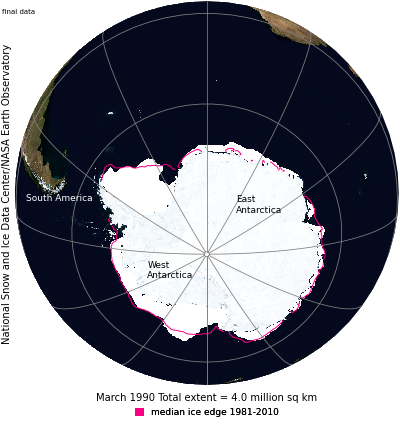 final data
National Snow and Ice Data Center/NASA Earth Observatory
South America
East
Antarctica
West
Antarctica
March 1990 Total extent = 4.0 million sq km
median ice edge 1981-2010